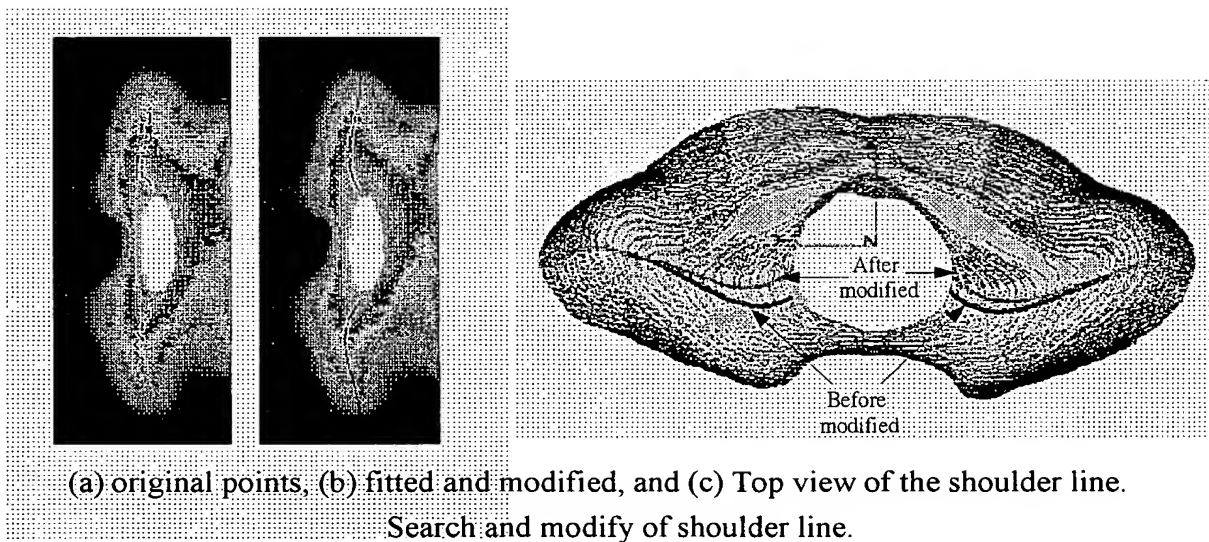 After
modified
Before
modified
(a) original points, (b) fitted and modified, and (c) Top view of the shoulder line.
Search and modify of shoulder line.